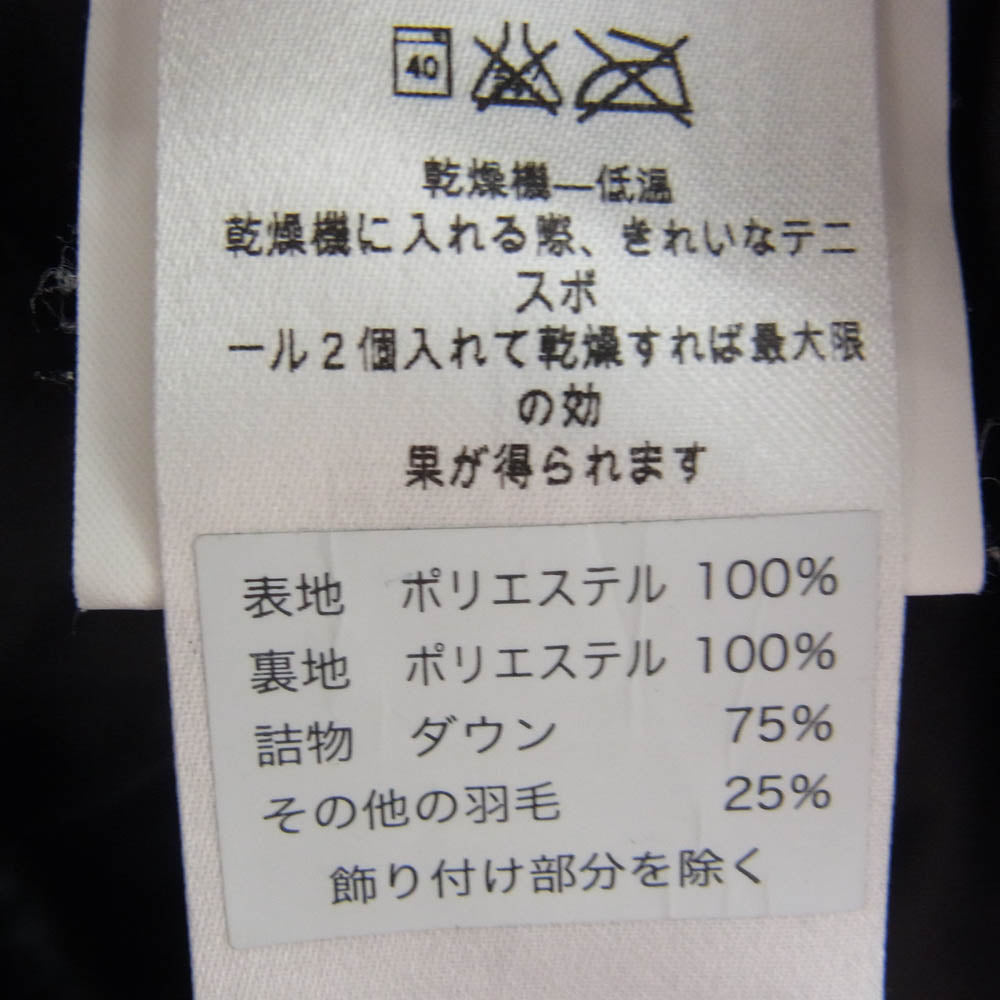 40
乾燥機—低温
乾燥機に入れる際、きれいなテニ
スボ
ール2個入れて乾燥すれば最大限
の効
果が得られます
表地 ポリエステル 100%
裏地 ポリエステル 100%
詰物 ダウン 75%
その他の羽毛 25%
飾り付け部分を除く